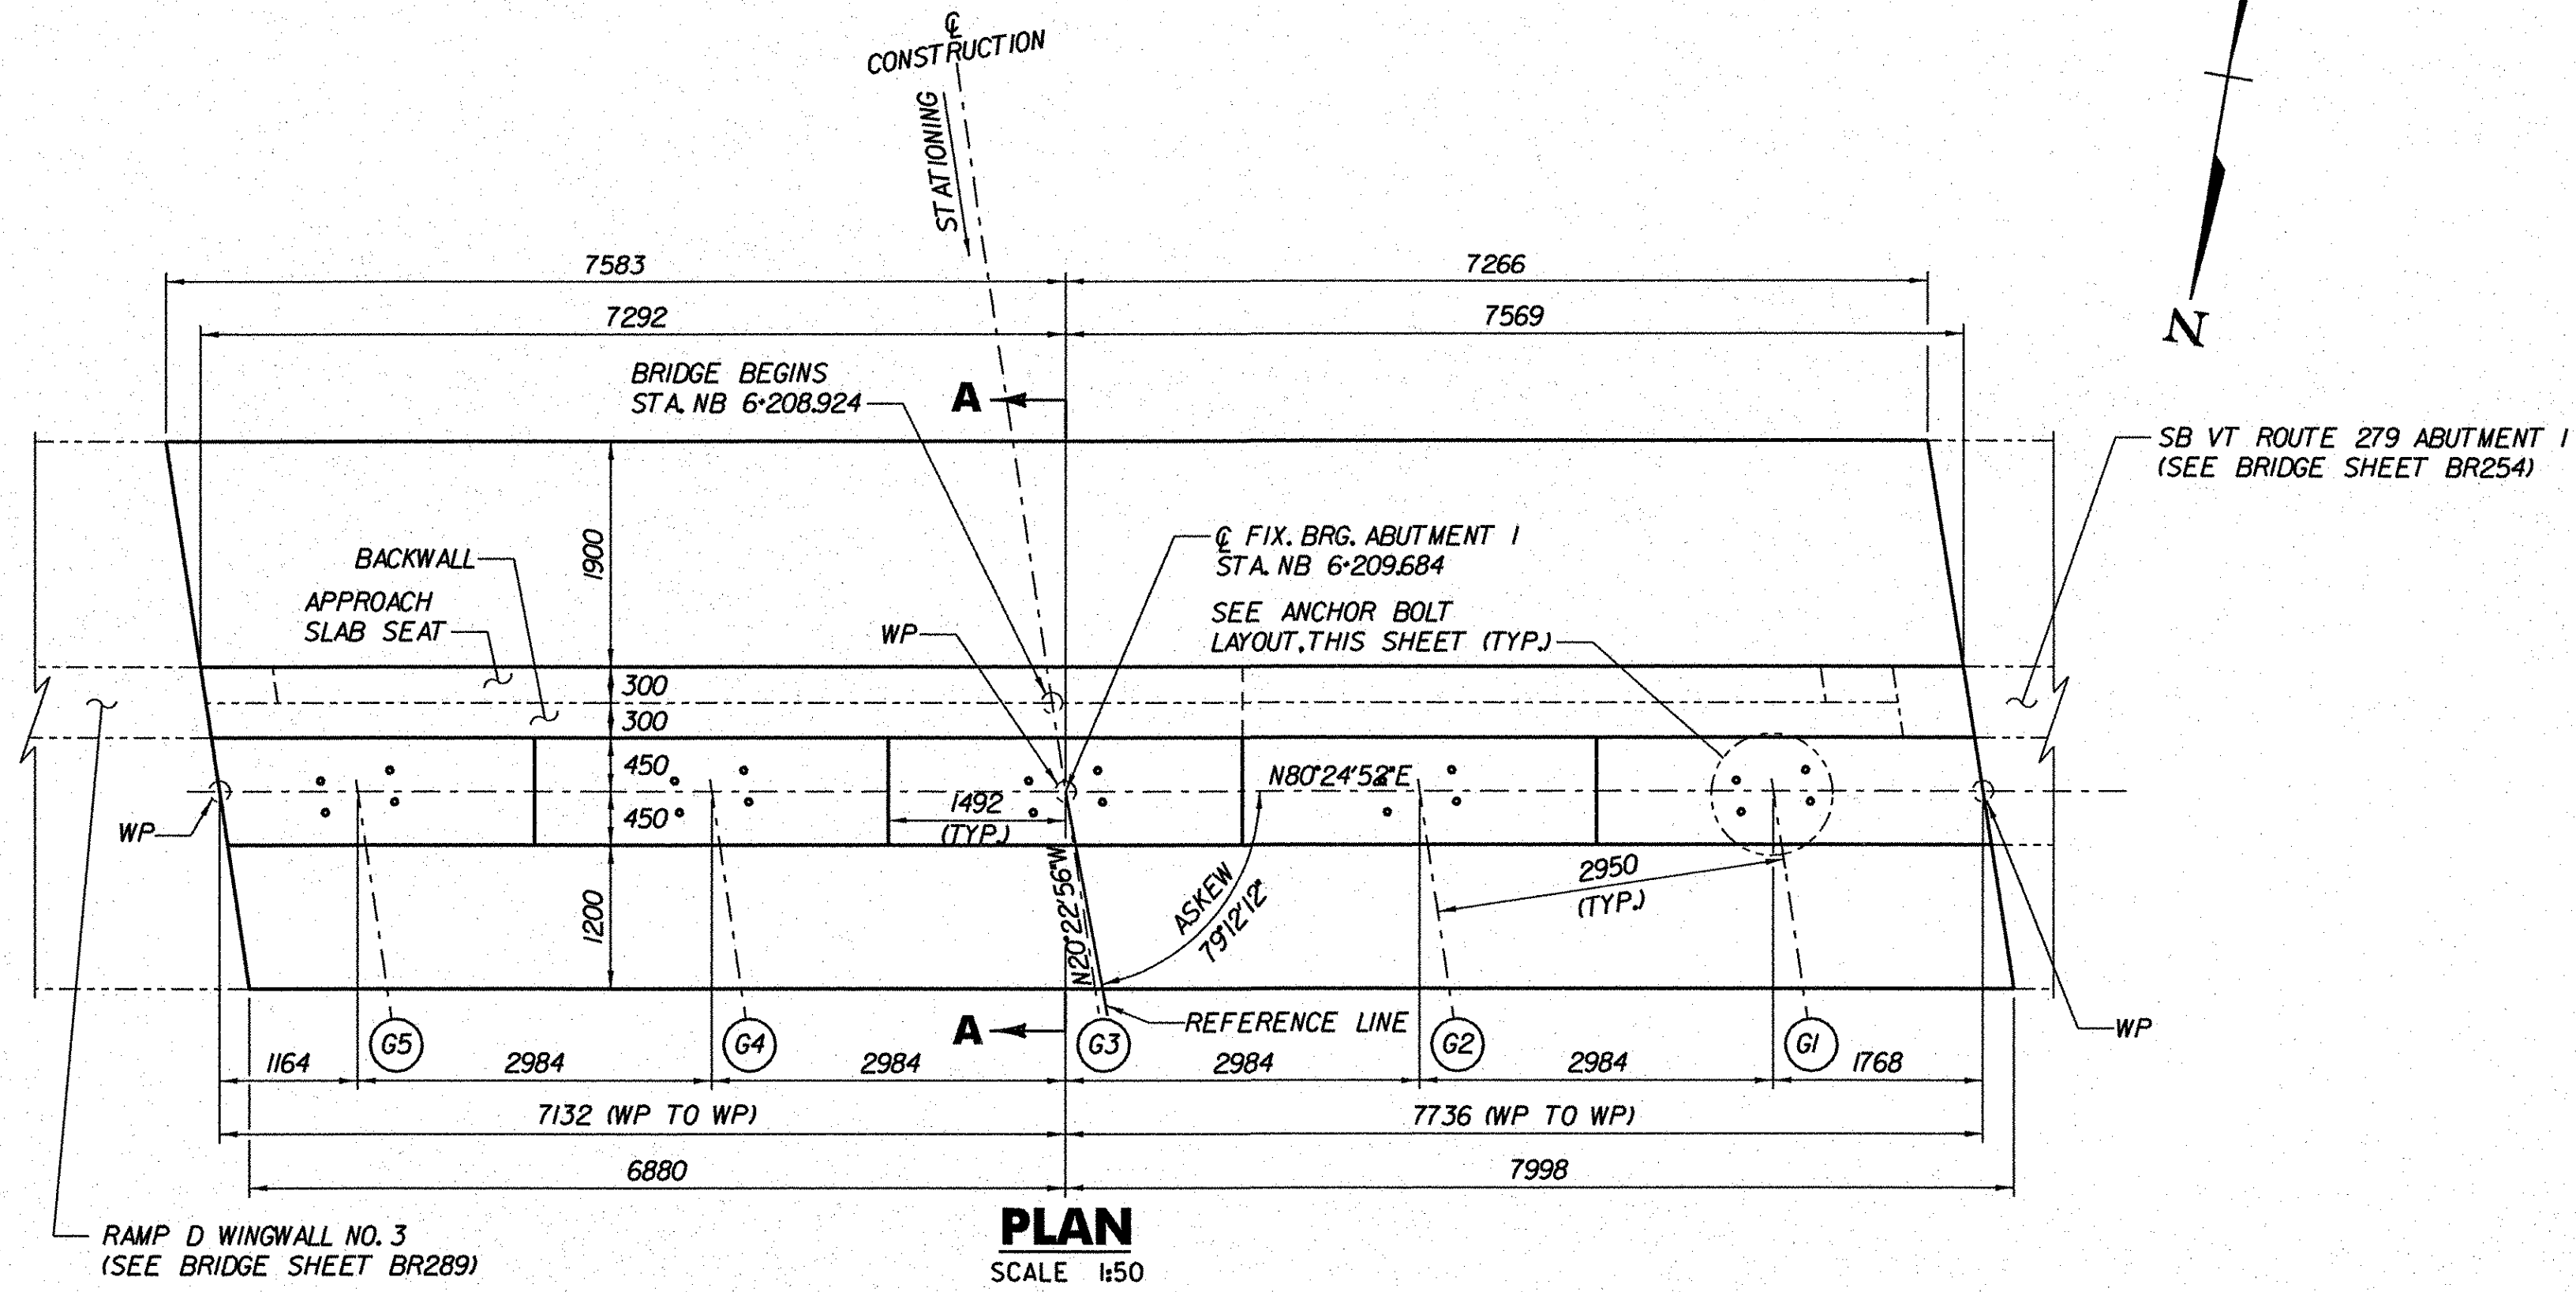 ℄
CONSTRUCTION
STATIONING
N
7583
7266
7292
7569
BRIDGE BEGINS
STA. NB 6+208.924
A
SB VT ROUTE 279 ABUTMENT 1
(SEE BRIDGE SHEET BR254)
1900
BACKWALL
APPROACH
SLAB SEAT
℄ FIX. BRG. ABUTMENT 1
STA. NB 6+209.684
SEE ANCHOR BOLT
LAYOUT, THIS SHEET (TYP.)
WP
300
300
450
450
1492
(TYP.)
N80°24'52"E
WP
2950
(TYP.)
1200
N20°22'56"W
ASKEW
79°12'12"
A
REFERENCE LINE
WP
G5
G4
G3
G2
G1
1164
2984
2984
2984
2984
1768
7132 (WP TO WP)
7736 (WP TO WP)
6880
7998
RAMP D WINGWALL NO. 3
(SEE BRIDGE SHEET BR289)
PLAN
SCALE 1:50